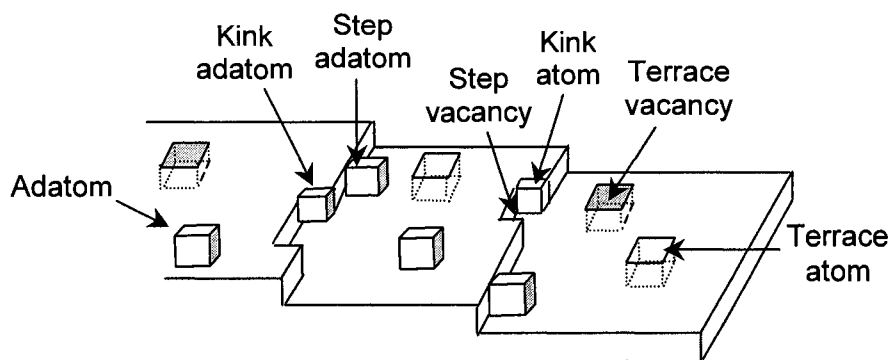 Kink
adatom
Step
adatom
Step
vacancy
Kink
atom
Terrace
vacancy
Adatom
Terrace
atom